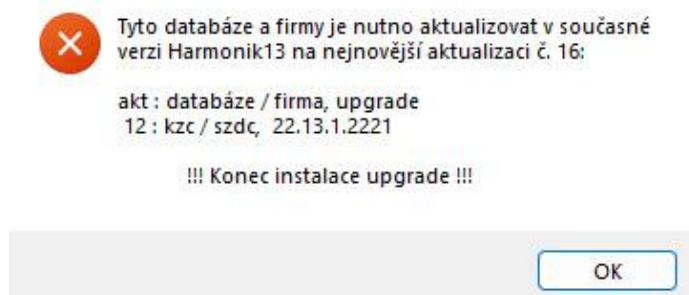 Tyto databáze a firmy je nutno aktualizovat v současné
verzi Harmonik13 na nejnovější aktualizaci č. 16:
akt : databáze / firma, upgrade
12 : kzc / szdc, 22.13.1.2221
!!! Konec instalace upgrade !!!
OK